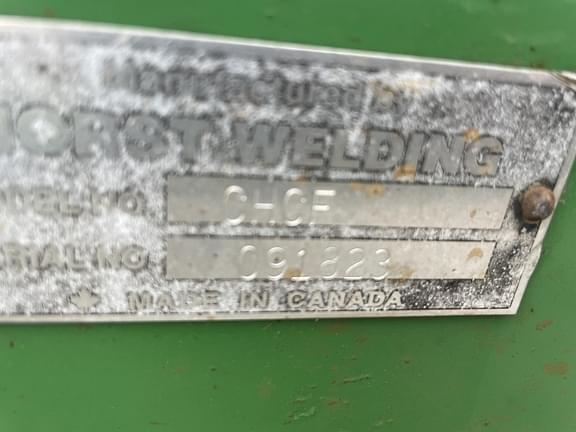 Manufactured by
HORST WELDING
MODEL NO. CHCF
SERIAL NO 091823
MADE IN CANADA